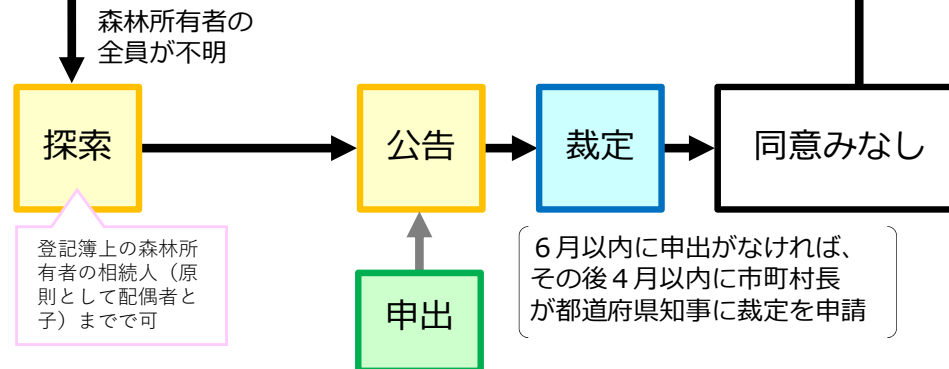 森林所有者の
全員が不明
探索
公告
裁定
同意みなし
登記簿上の森林所
有者の相続人（原
則として配偶者と
子）までで可
申出
６月以内に申出がなければ、
その後４月以内に市町村長
が都道府県知事に裁定を申請